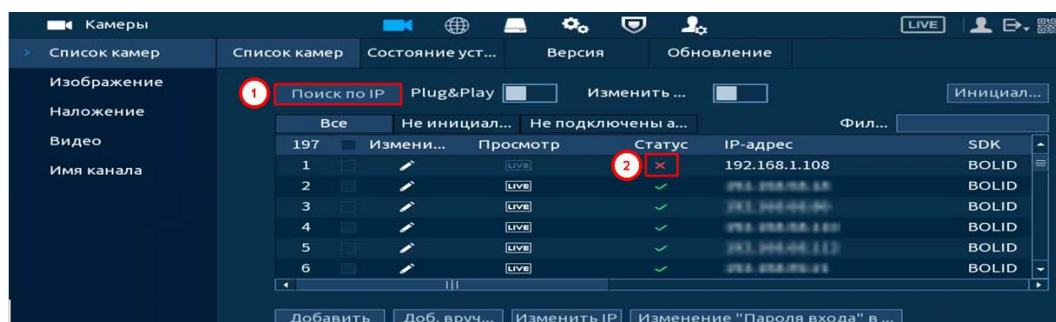 Камеры LIVE
Список камер Список камер Состояние уст... Версия Обновление
Изображение
1 Поиск по IP Plug&Play Изменить ... Инициал...
Наложение
Все Не инициал... Не подключены а... Фил...
Видео
197 Измени... Просмотр Статус IP-адрес SDK
Имя канала
1 LIVE 2 192.168.1.108 BOLID
2 LIVE BOLID
3 LIVE BOLID
4 LIVE BOLID
5 LIVE BOLID
6 LIVE BOLID
Добавить Доб. вруч... Изменить IP Изменение "Пароля входа" в ...